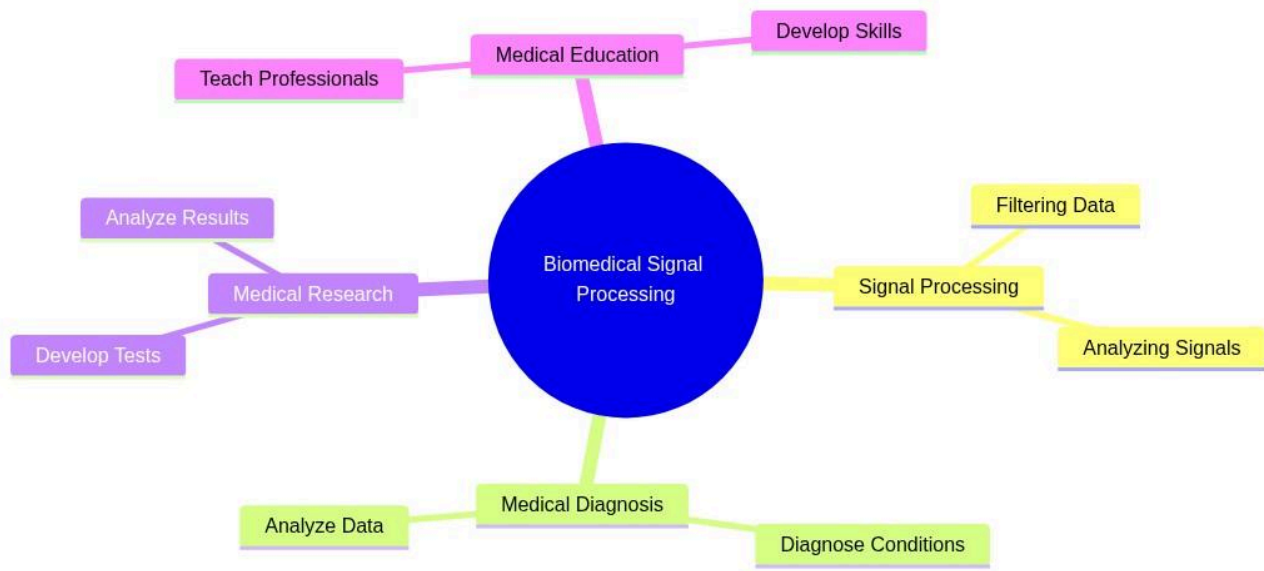 Develop Skills
Medical Education
Teach Professionals
Filtering Data
Analyze Results
Biomedical Signal
Processing
Signal Processing
Medical Research
Analyzing Signals
Develop Tests
Medical Diagnosis
Analyze Data
Diagnose Conditions